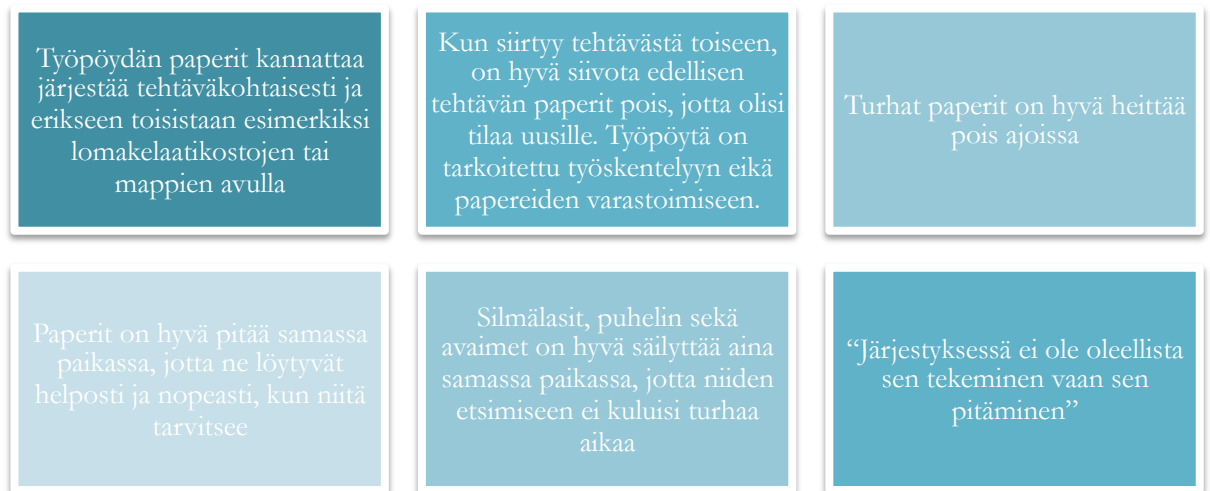 Työpöydän paperit kannattaa
järjestää tehtäväkohtaisesti ja
erikseen toisistaan esimerkiksi
lomakelaatikostojen tai
mappien avulla
Kun siirtyy tehtävästä toiseen,
on hyvä siivota edellisen
tehtävän paperit pois, jotta olisi
tilaa uusille. Työpöytä on
tarkoitettu työskentelyyn eikä
papereiden varastoimiseen.
Turhat paperit on hyvä heittää
pois ajoissa
Paperit on hyvä pitää samassa
paikassa, jotta ne löytyvät
helposti ja nopeasti, kun niitä
tarvitsee
Silmälasit, puhelin sekä
avaimet on hyvä säilyttää aina
samassa paikassa, jotta niiden
etsimiseen ei kuluisi turhaa
aikaa
“Järjestyksessä ei ole oleellista
sen tekeminen vaan sen
pitäminen”